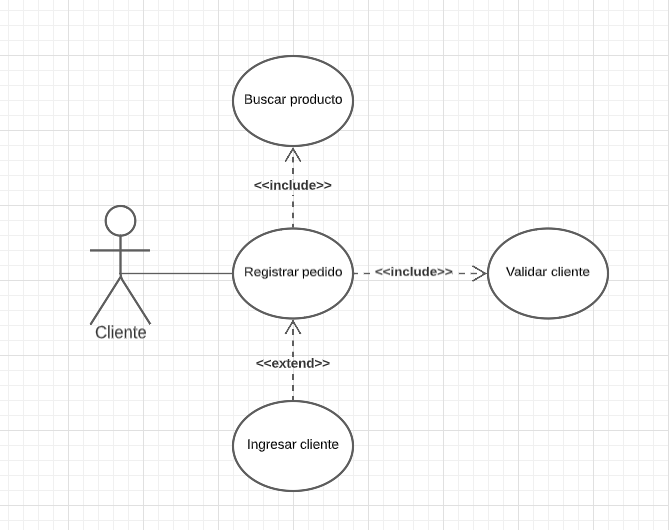 Buscar producto
<<include>>
Registrar pedido
<<include>>
Validar cliente
Cliente
<<extend>>
Ingresar cliente